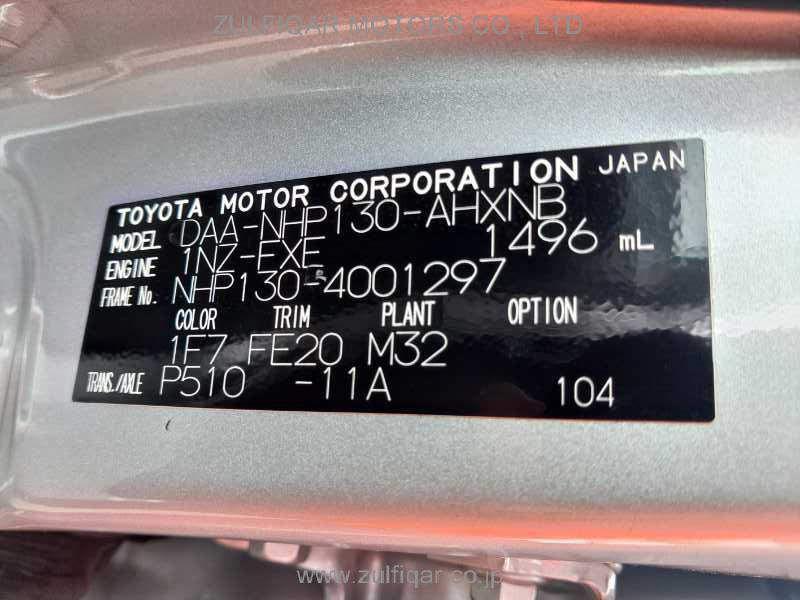 ZULFIQAR MOTORS CO., LTD.
TOYOTA MOTOR CORPORATION JAPAN
MODEL DAA-NHP130-AHXNB
ENGINE 1NZ-EXE 1496 mL
FRAME No. NHP130-4001297
COLOR TRIM PLANT OPTION
1F7 FE20 M32
TRANS./AXLE P510 -11A 104
www.zulfiqar.co.jp